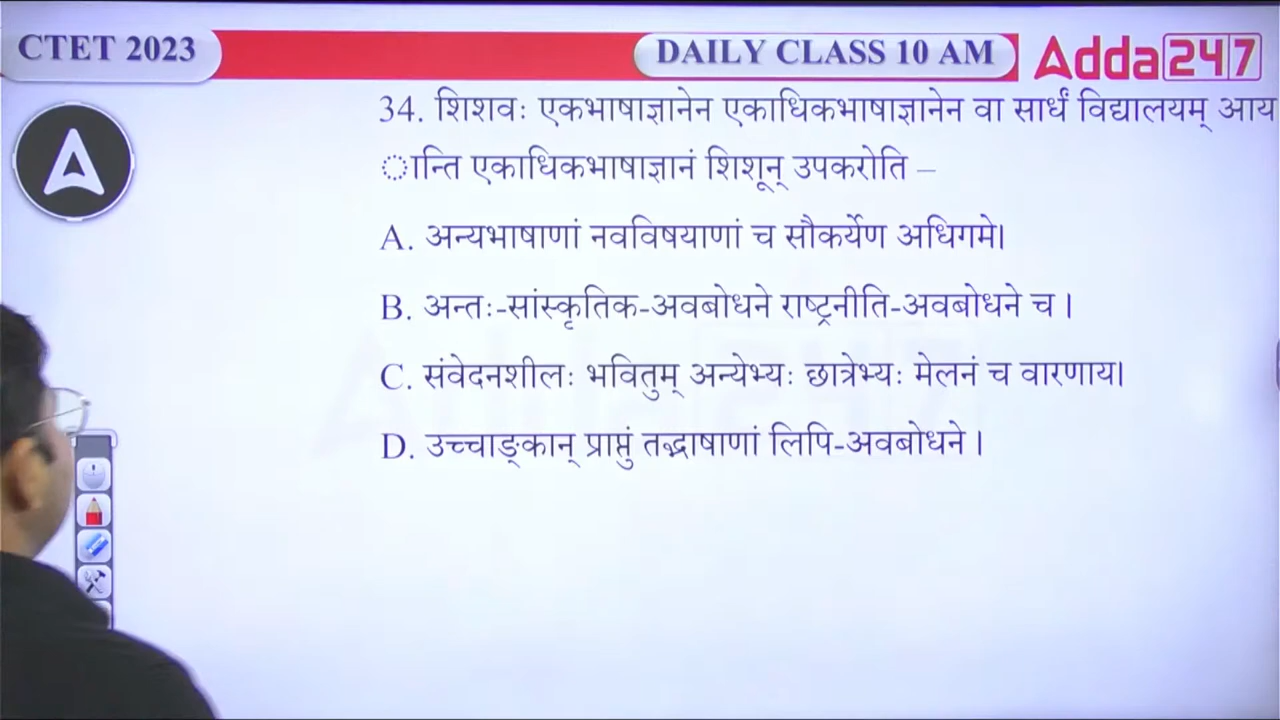 CTET 2023
DAILY CLASS 10 AM
Adda247
34. शिशवः एकभाषाज्ञानेन एकाधिकभाषाज्ञानेन वा सार्धं विद्यालयम् आय
ान्ति एकाधिकभाषाज्ञानं शिशून् उपकरोति –
A. अन्यभाषाणां नवविषयाणां च सौकर्येण अधिगमे।
B. अन्तः-सांस्कृतिक-अवबोधने राष्ट्रनीति-अवबोधने च ।
C. संवेदनशीलः भवितुम् अन्येभ्यः छात्रेभ्यः मेलनं च वारणाय।
D. उच्चाङ्कान् प्राप्तुं तद्भाषाणां लिपि-अवबोधने ।